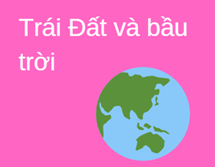 Trái Đất và bầu
trời